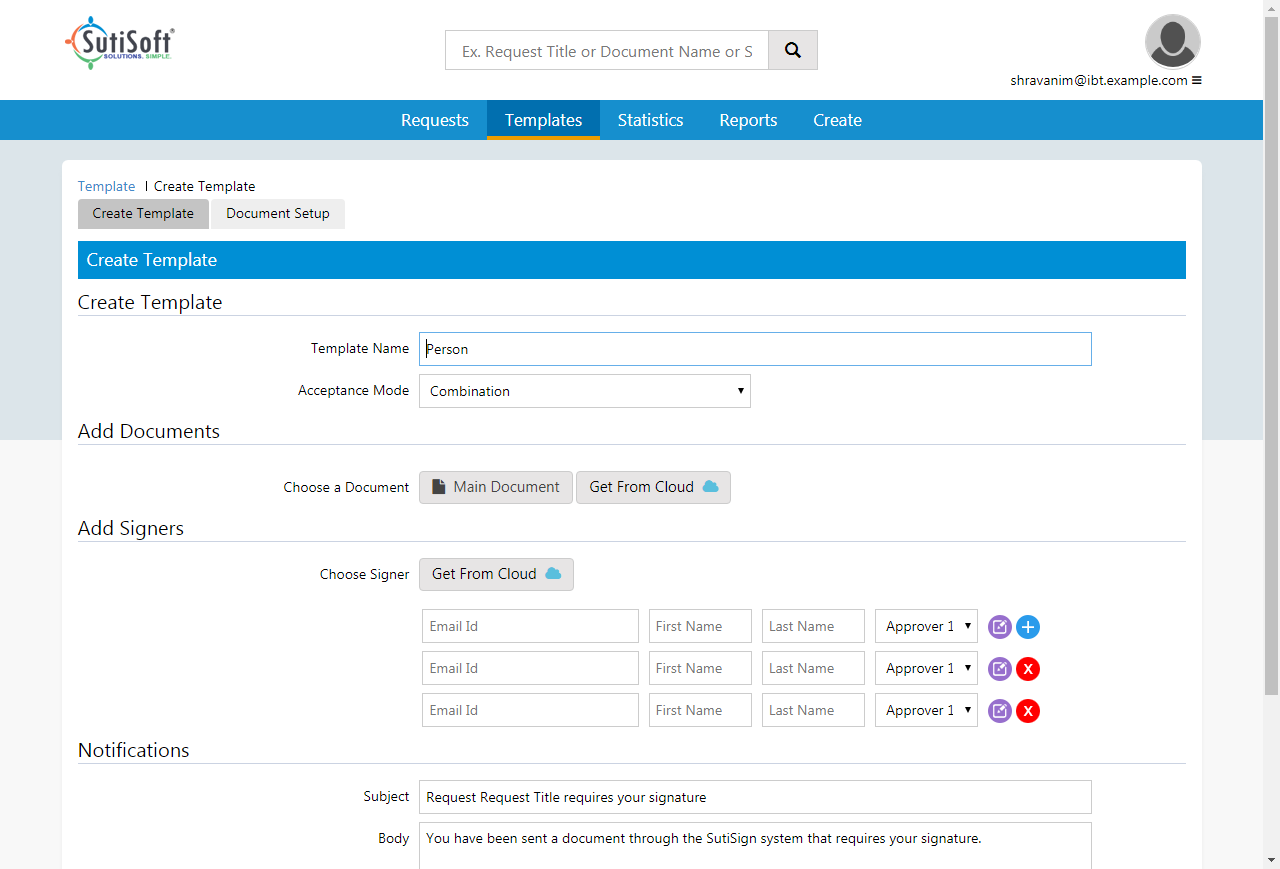 SutiSoft®
SOLUTIONS. SIMPLE.
Ex. Request Title or Document Name or S
shravanim@ibt.example.com
Requests Templates Statistics Reports Create
Template | Create Template
Create Template Document Setup
Create Template
Create Template
Template Name Person
Acceptance Mode Combination
Add Documents
Choose a Document Main Document Get From Cloud
Add Signers
Choose Signer Get From Cloud
Email Id First Name Last Name Approver 1
Email Id First Name Last Name Approver 1 X
Email Id First Name Last Name Approver 1 X
Notifications
Subject Request Request Title requires your signature
Body You have been sent a document through the SutiSign system that requires your signature.